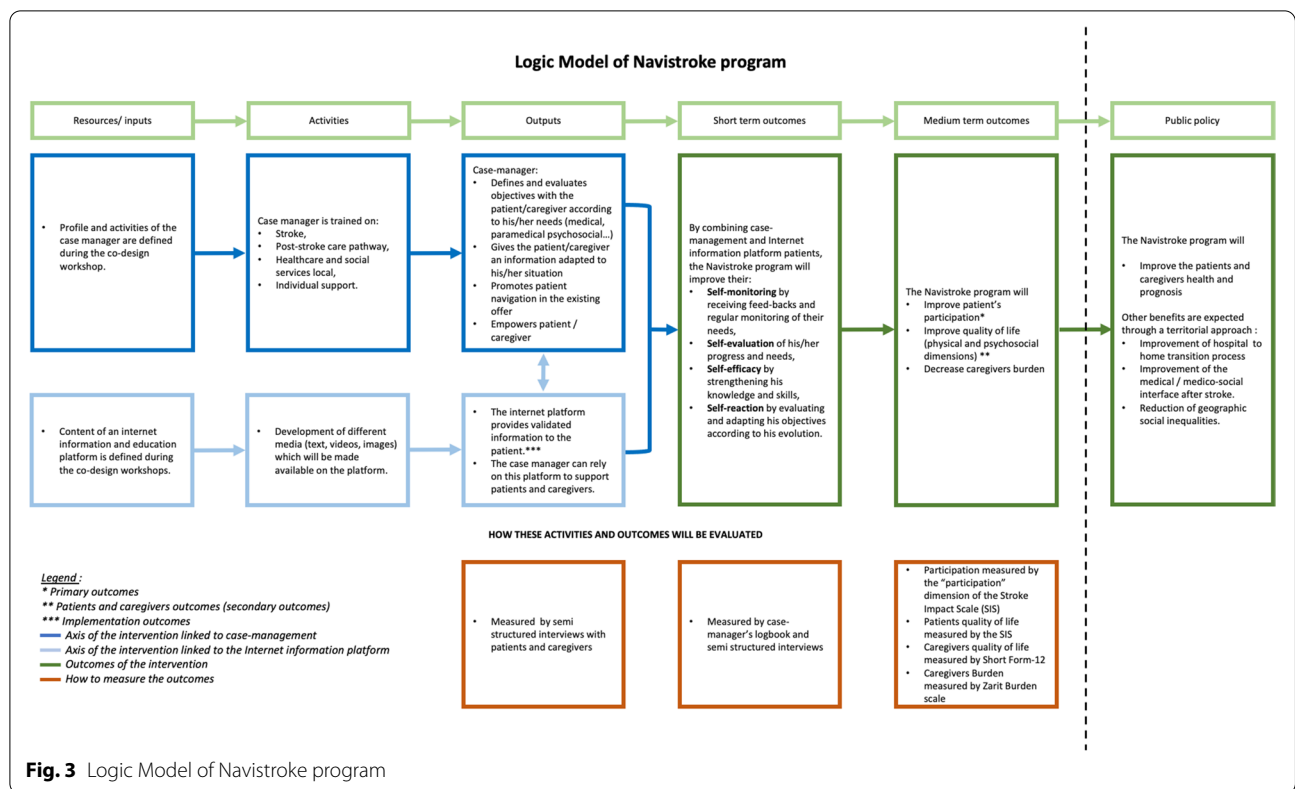 Logic Model of Navistroke program
Resources/ inputs
Activities
Outputs
Short term outcomes
Medium term outcomes
Public policy
• Profile and activities of the
case manager are defined
during the co-design
workshop.
Case manager is trained on:
• Stroke,
• Post-stroke care pathway,
• Healthcare and social
services local,
• Individual support.
Case-manager:
• Defines and evaluates
objectives with the
patient/caregiver according
to his/her needs (medical,
paramedical psychosocial...)
• Gives the patient/caregiver
an information adapted to
his/her situation
• Promotes patient
navigation in the existing
offer
• Empowers patient /
caregiver
• Content of an internet
information and education
platform is defined during
the co-design workshops.
• Development of different
media (text, videos, images)
which will be made
available on the platform.
• The internet platform
provides validated
information to the
patient.***
• The case manager can rely
on this platform to support
patients and caregivers.
By combining case-
management and Internet
information platform patients,
the Navistroke program will
improve their:
• Self-monitoring by
receiving feed-backs and
regular monitoring of their
needs,
• Self-evaluation of his/her
progress and needs,
• Self-efficacy by
strengthening his
knowledge and skills,
• Self-reaction by evaluating
and adapting his objectives
according to his evolution.
The Navistroke program will
• Improve patient's
participation*
• Improve quality of life
(physical and psychosocial
dimensions) **
• Decrease caregivers burden
The Navistroke program will
• Improve the patients and
caregivers health and
prognosis
Other benefits are expected
through a territorial approach :
• Improvement of hospital to
home transition process
• Improvement of the
medical / medico-social
interface after stroke.
• Reduction of geographic
social inequalities.
HOW THESE ACTIVITIES AND OUTCOMES WILL BE EVALUATED
Legend :
* Primary outcomes
** Patients and caregivers outcomes (secondary outcomes)
*** Implementation outcomes
Axis of the intervention linked to case-management
Axis of the intervention linked to the Internet information platform
Outcomes of the intervention
How to measure the outcomes
• Measured by semi
structured interviews with
patients and caregivers
• Measured by case-
manager's logbook and
semi structured interviews
• Participation measured by
the "participation"
dimension of the Stroke
Impact Scale (SIS)
• Patients quality of life
measured by the SIS
• Caregivers quality of life
measured by Short Form-12
• Caregivers Burden
measured by Zarit Burden
scale
Fig. 3 Logic Model of Navistroke program